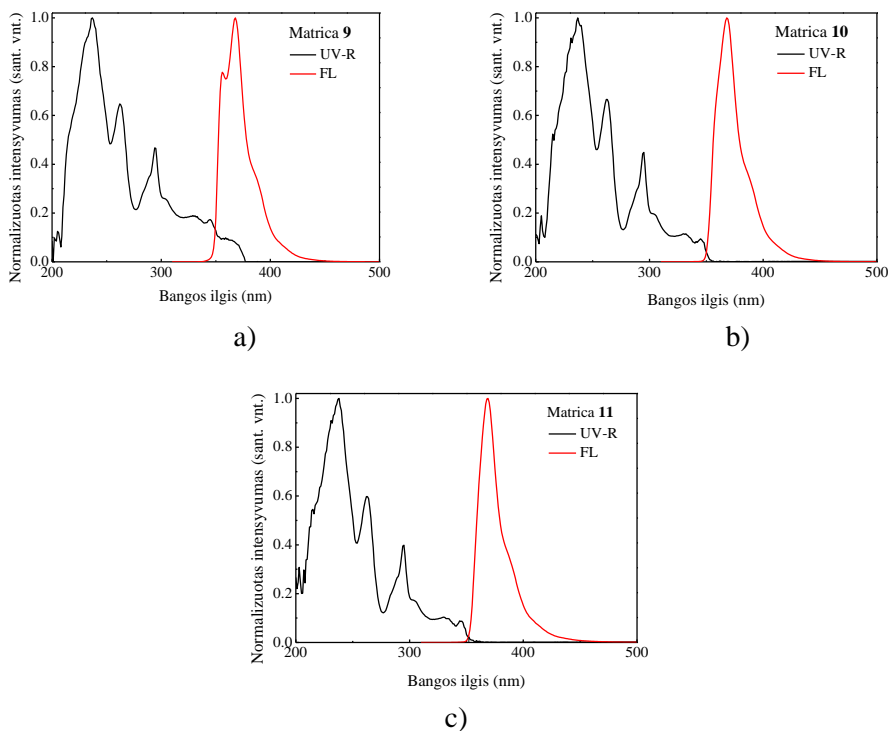 Normalizuotas intensyvumas (sant. vnt.)
1.0
0.8
0.6
0.4
0.2
0.0
200
300
400
500
Bangos ilgis (nm)
Matrica 9
UV-R
FL
a)
Normalizuotas intensyvumas (sant. vnt.)
1.0
0.8
0.6
0.4
0.2
0.0
200
300
400
500
Bangos ilgis (nm)
Matrica 10
UV-R
FL
b)
Normalizuotas intensyvumas (sant. vnt.)
1.0
0.8
0.6
0.4
0.2
0.0
200
300
400
500
Bangos ilgis (nm)
Matrica 11
UV-R
FL
c)